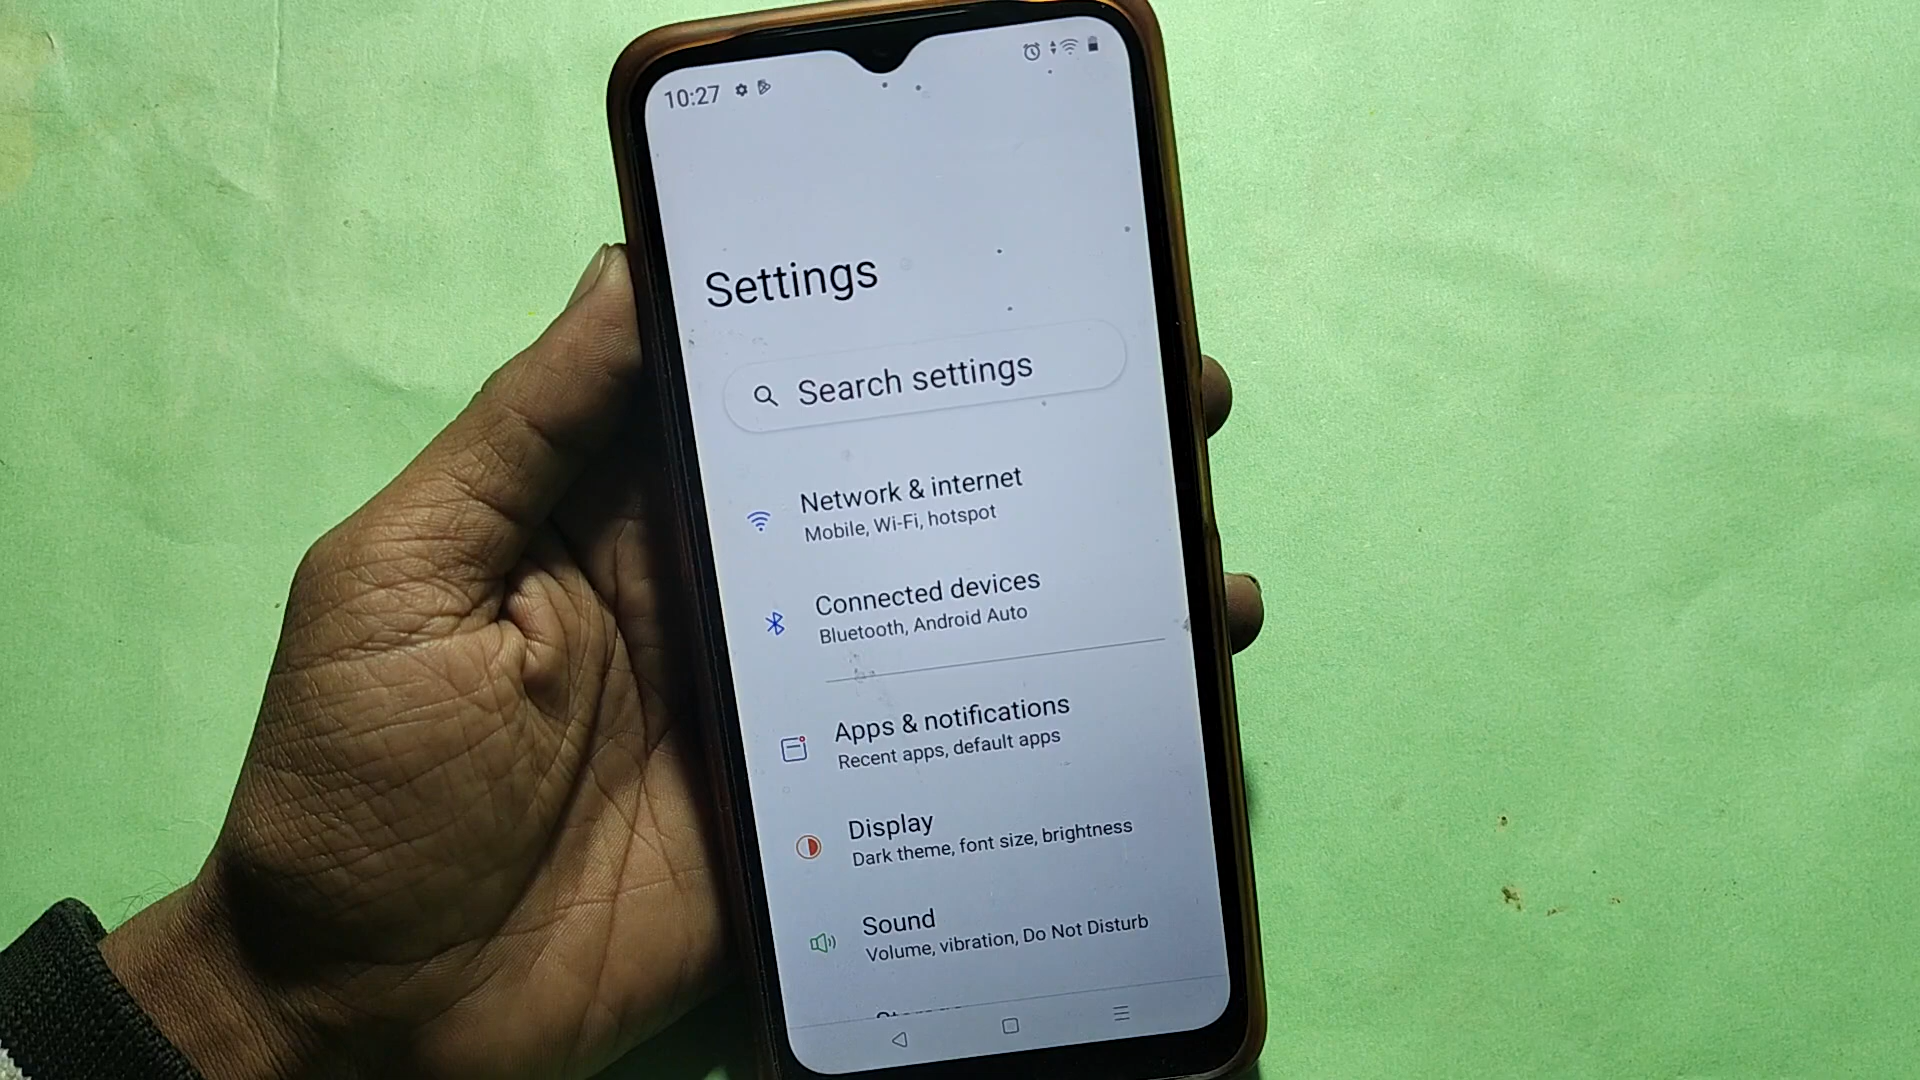 10:27
Settings
Search settings
Network & internet
Mobile, Wi-Fi, hotspot
Connected devices
Bluetooth, Android Auto
Apps & notifications
Recent apps, default apps
Display
Dark theme, font size, brightness
Sound
Volume, vibration, Do Not Disturb